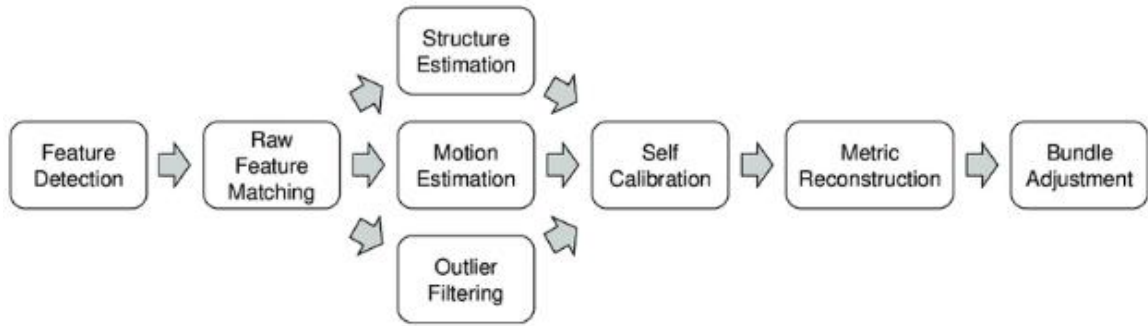 Feature
Detection
Raw
Feature
Matching
Structure
Estimation
Motion
Estimation
Outlier
Filtering
Self
Calibration
Metric
Reconstruction
Bundle
Adjustment